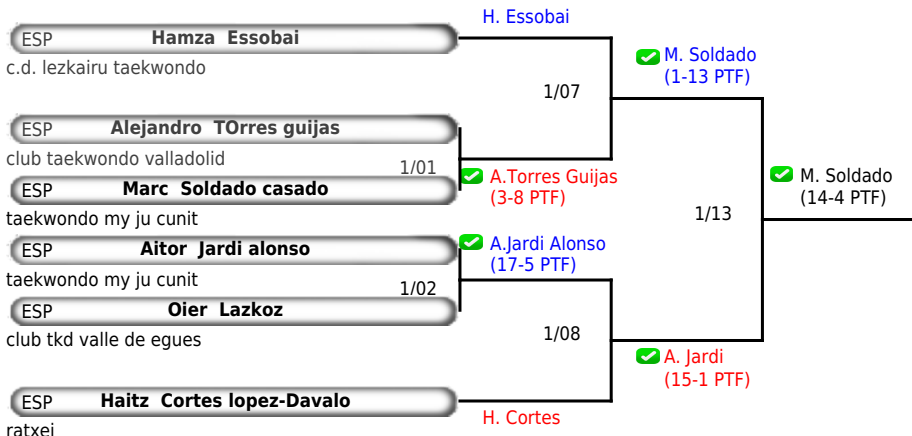 H. Essobai
ESP Hamza Essobai
c.d. lezkairu taekwondo
M. Soldado
(1-13 PTF)
1/07
ESP Alejandro TOrres guijas
club taekwondo valladolid
1/01
A.Torres Guijas
(3-8 PTF)
ESP Marc Soldado casado
taekwondo my ju cunit
M. Soldado
(14-4 PTF)
1/13
ESP Aitor Jardi alonso
taekwondo my ju cunit
A.Jardi Alonso
(17-5 PTF)
1/02
ESP Oier Lazkoz
club tkd valle de egues
1/08
A. Jardi
(15-1 PTF)
ESP Haitz Cortes lopez-Davalo
ratxei
H. Cortes